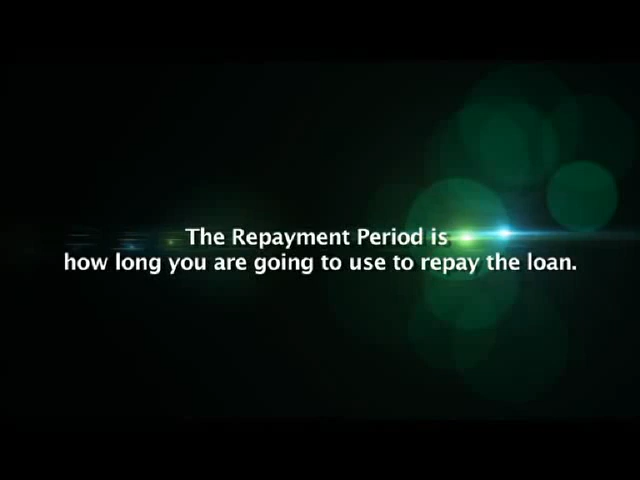 The Repayment Period is
how long you are going to use to repay the loan.